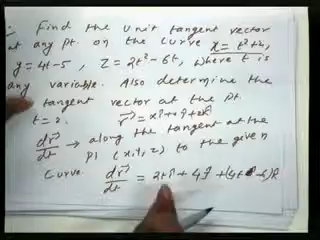 Find the unit tangent vector
at any pt. on the curve x = t²+2,
y = 4t-5, z = 2t²-6t, where t is
any variable. Also determine the
tangent vector at the pt.
t = 2. r⃗ = xî+yĵ+zk̂
dr⃗/dt → along the tangent at the
pt (x,y,z) to the given
curve. dr⃗/dt = 2tî + 4ĵ + (4t-6)k̂